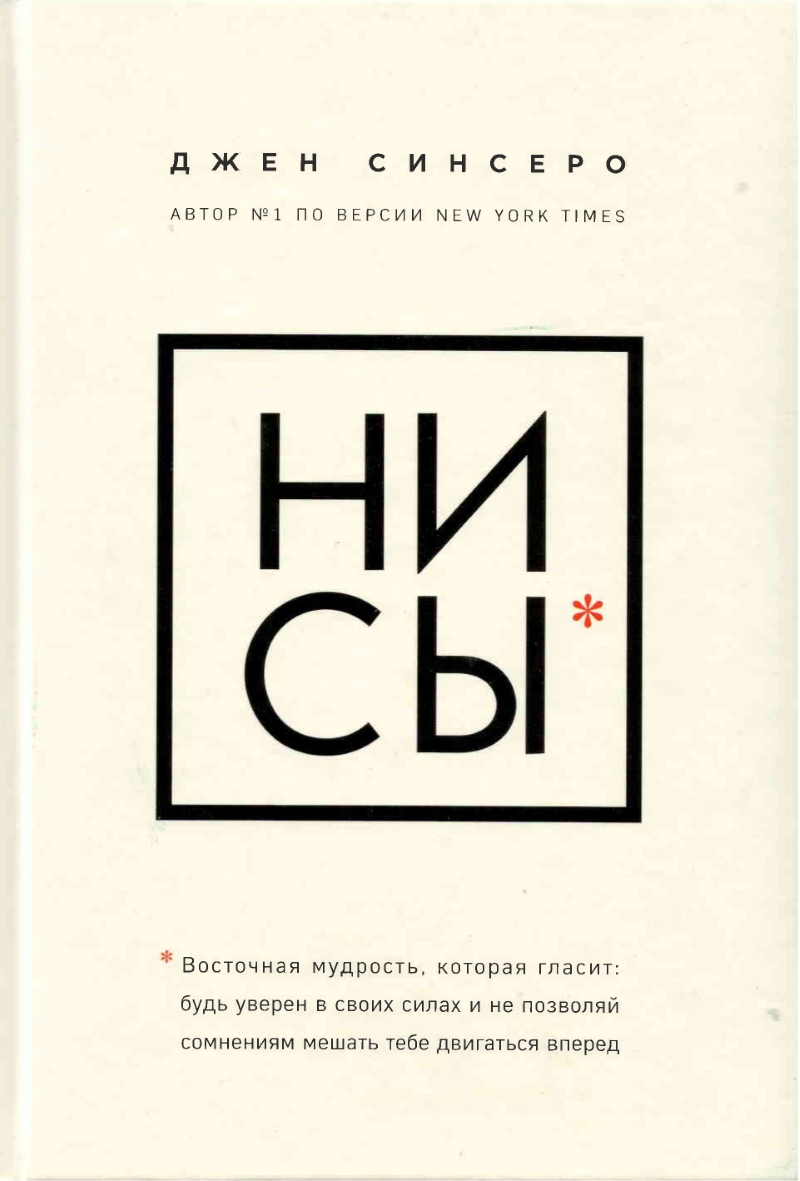 ДЖЕН СИНСЕРО
АВТОР №1 ПО ВЕРСИИ NEW YORK TIMES
НИ
СЫ*
* Восточная мудрость, которая гласит:
будь уверен в своих силах и не позволяй
сомнениям мешать тебе двигаться вперед